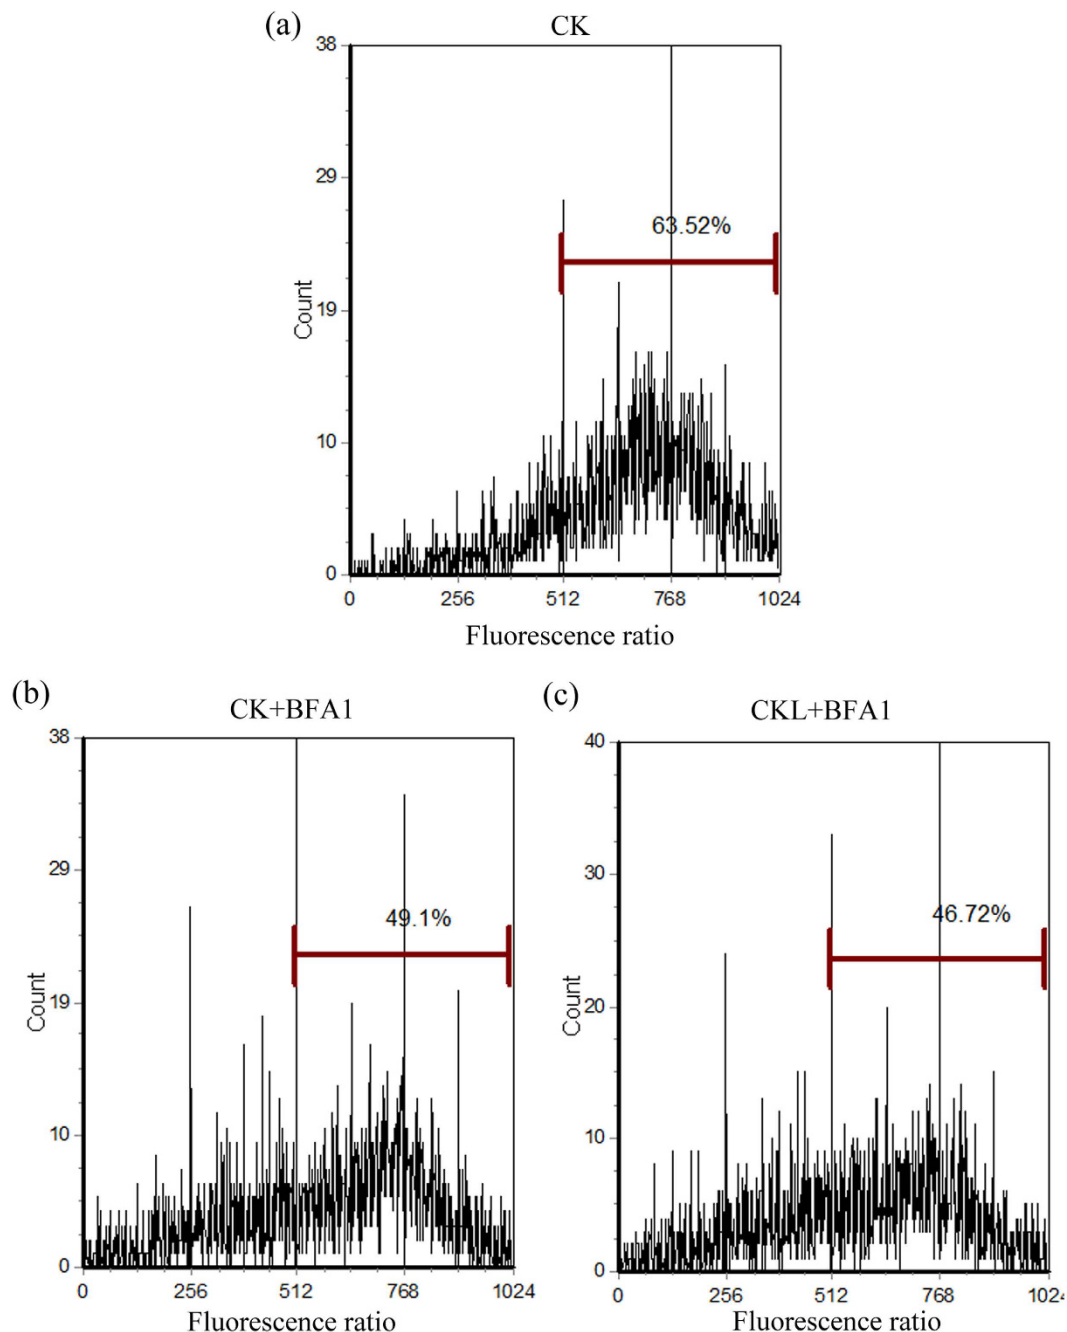 (a)
CK
38
29
19
10
0
Count
63.52%
0 256 512 768 1024
Fluorescence ratio
(b)
CK+BFA1
38
29
19
10
0
Count
49.1%
0 256 512 768 1024
Fluorescence ratio
(c)
CKL+BFA1
40
30
20
10
0
Count
46.72%
0 256 512 768 1024
Fluorescence ratio